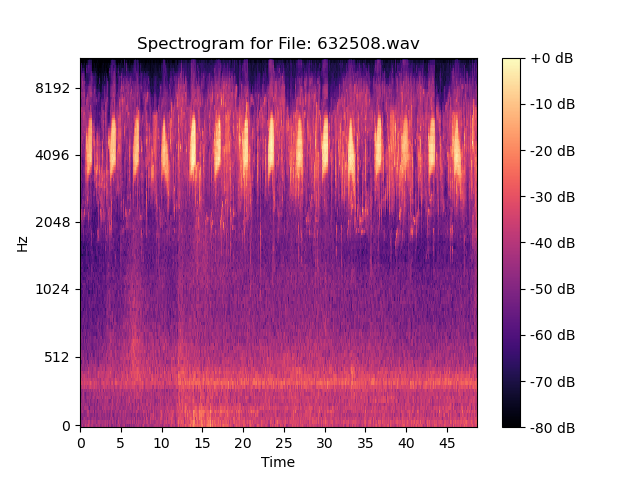 Spectrogram for File: 632508.wav
Hz
8192
4096
2048
1024
512
0
0 5 10 15 20 25 30 35 40 45
Time
+0 dB
-10 dB
-20 dB
-30 dB
-40 dB
-50 dB
-60 dB
-70 dB
-80 dB